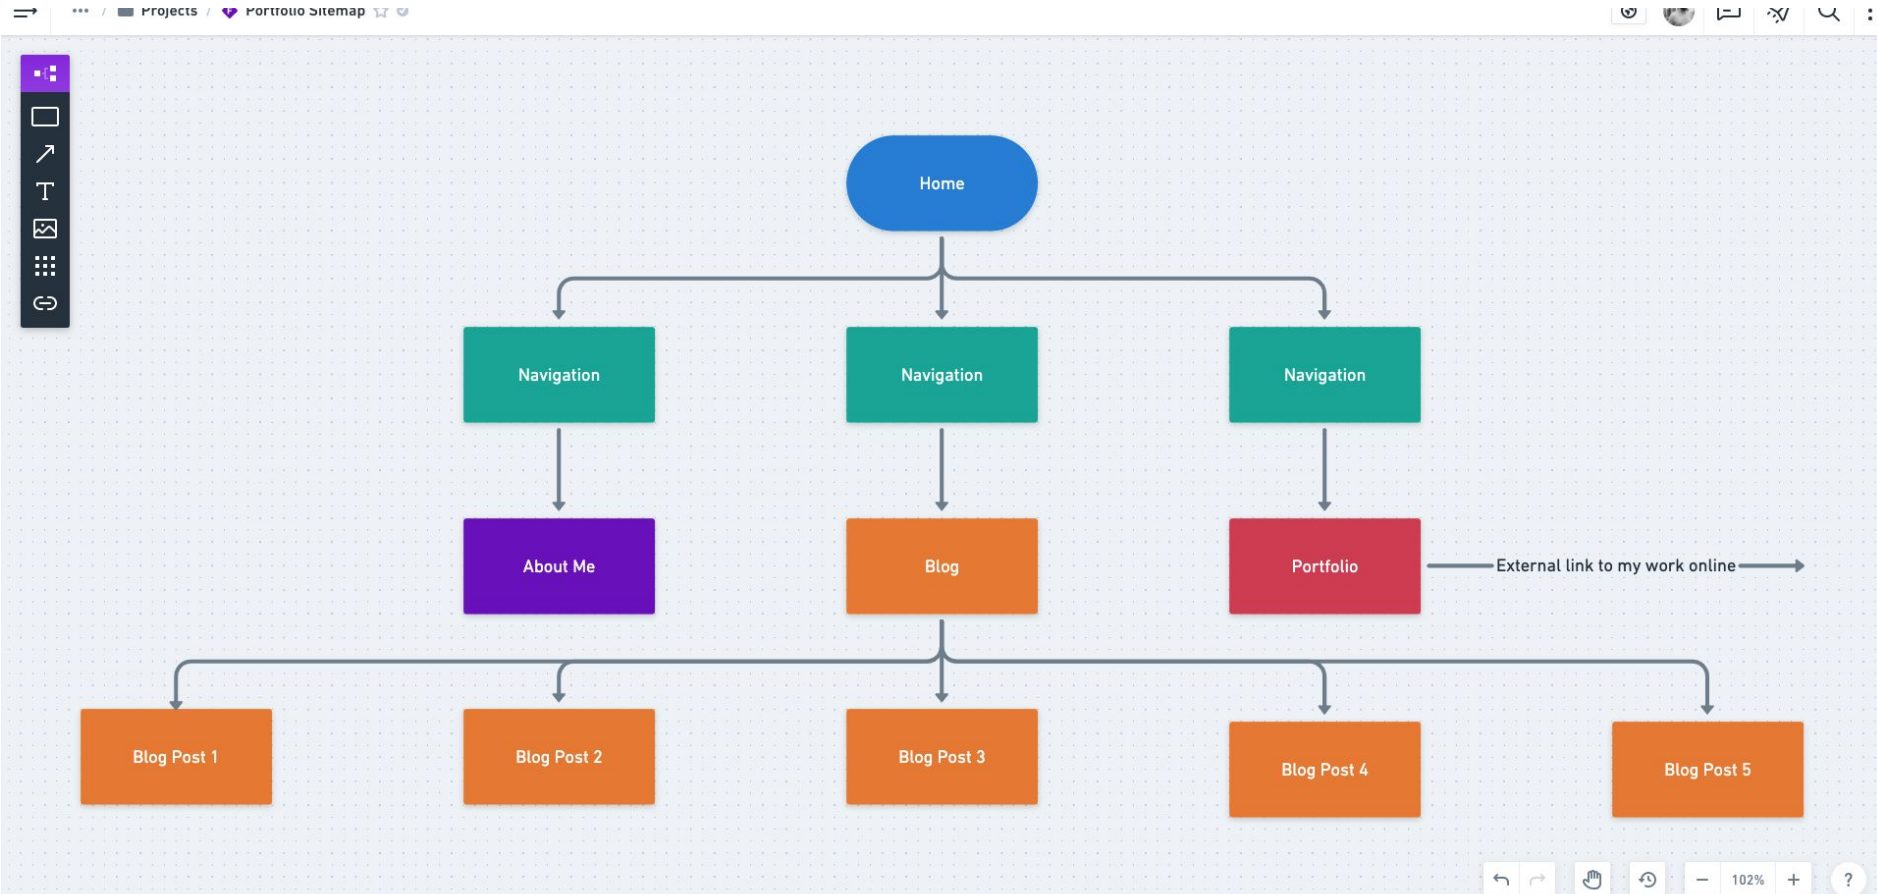 Projects / Portfolio Sitemap
Home
Navigation
Navigation
Navigation
About Me
Blog
Portfolio
External link to my work online
Blog Post 1
Blog Post 2
Blog Post 3
Blog Post 4
Blog Post 5
102%
?